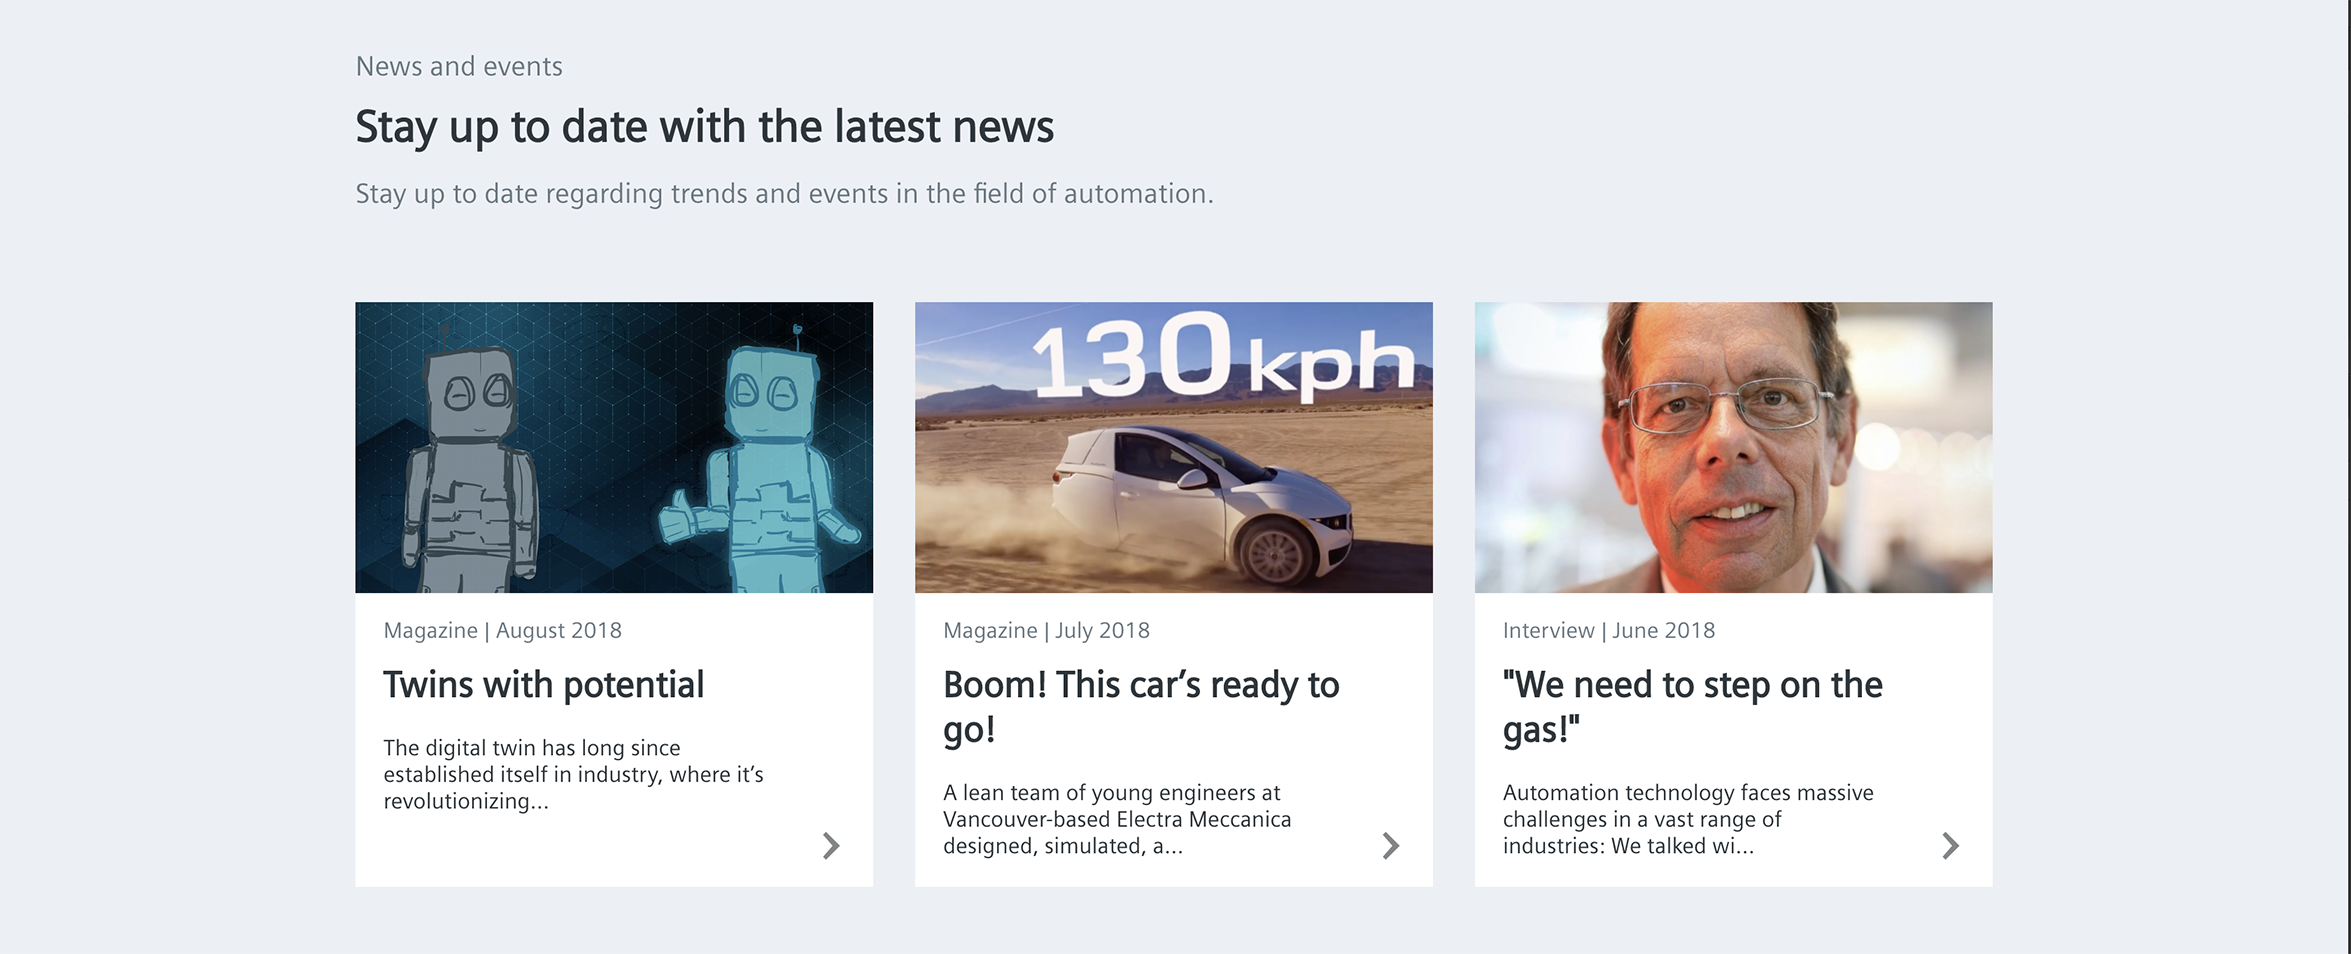 News and events
Stay up to date with the latest news
Stay up to date regarding trends and events in the field of automation.
130 kph
Magazine | August 2018
Twins with potential
The digital twin has long since
established itself in industry, where it’s
revolutionizing...
Magazine | July 2018
Boom! This car’s ready to
go!
A lean team of young engineers at
Vancouver-based Electra Meccanica
designed, simulated, a...
Interview | June 2018
"We need to step on the
gas!"
Automation technology faces massive
challenges in a vast range of
industries: We talked wi...